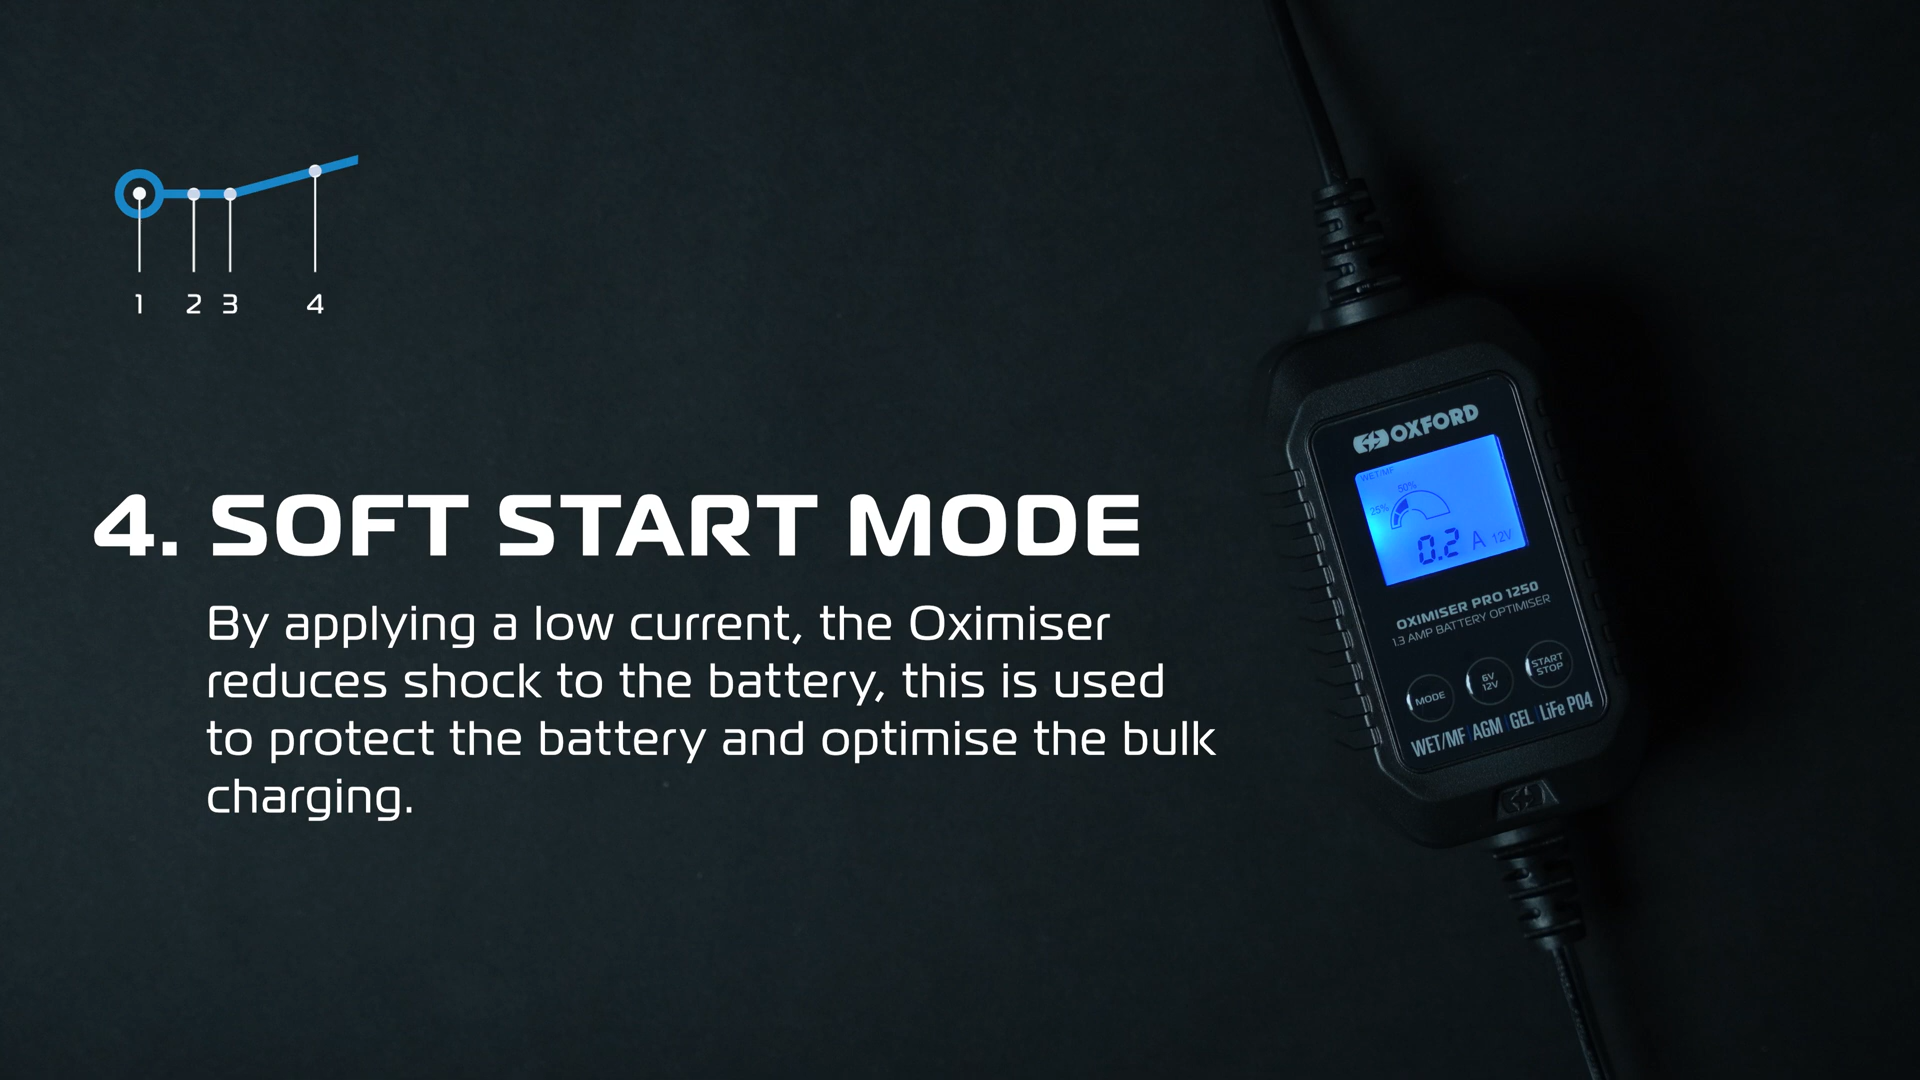 1 2 3 4
4. SOFT START MODE
By applying a low current, the Oximiser
reduces shock to the battery, this is used
to protect the battery and optimise the bulk
charging.
OXFORD
WET/MF
50%
25%
0.2 A 12V
OXIMISER PRO 1250
1.3 AMP BATTERY OPTIMISER
MODE
6V
12V
START
STOP
WET/MF AGM GEL LiFe PO4